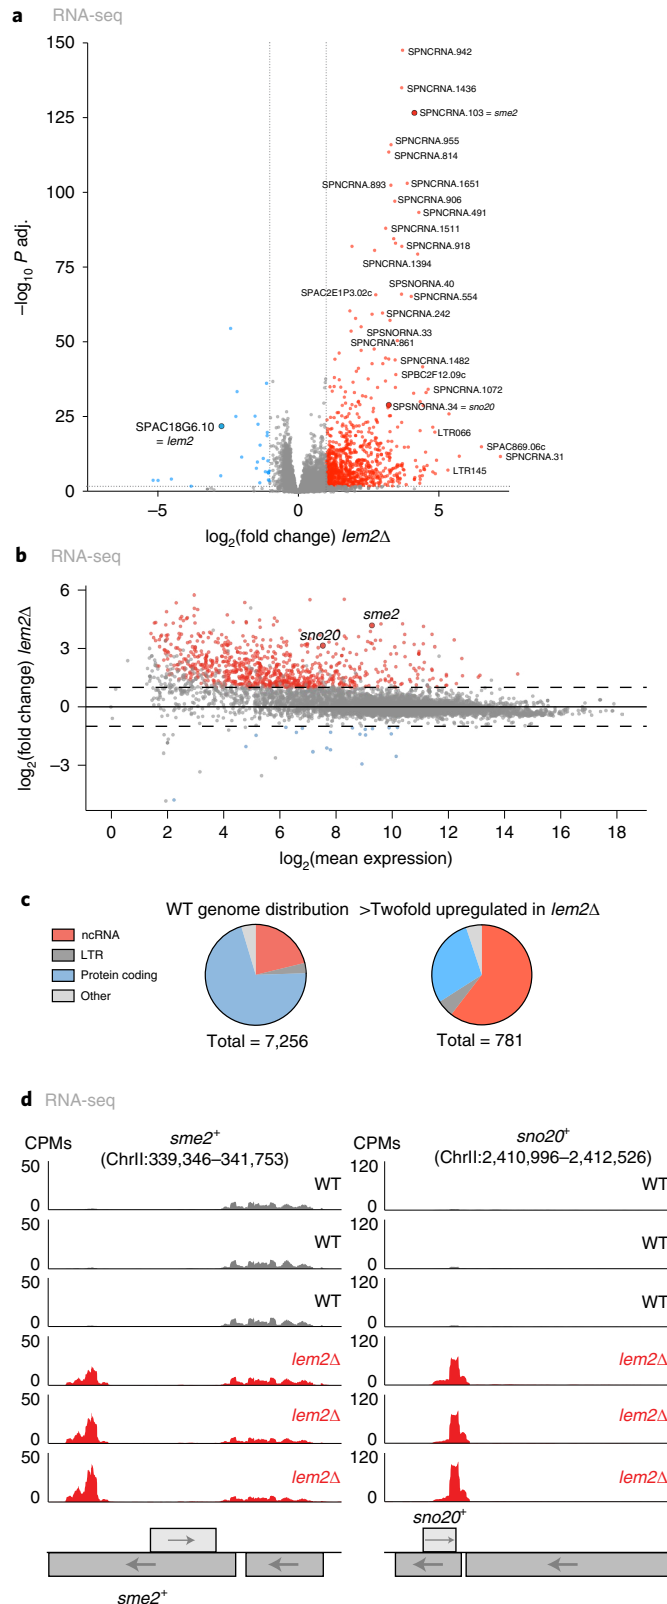 a RNA-seq
150
SPNCRNA.942
SPNCRNA.1436
125
SPNCRNA.103 = sme2
SPNCRNA.955
SPNCRNA.814
100
SPNCRNA.893
SPNCRNA.1651
SPNCRNA.906
SPNCRNA.491
SPNCRNA.1511
SPNCRNA.918
75
SPNCRNA.1394
SPSNORNA.40
SPAC2E1P3.02c
SPNCRNA.554
SPNCRNA.242
SPSNORNA.33
50
SPNCRNA.861
SPNCRNA.1482
SPBC2F12.09c
SPNCRNA.1072
SPSNORNA.34 = sno20
25
SPAC18G6.10
= lem2
LTR066
SPAC869.06c
SPNCRNA.31
LTR145
0
−log10 P adj.
−5 0 5
log2(fold change) lem2Δ
b RNA-seq
6
sme2
sno20
3
0
−3
log2(fold change) lem2Δ
0 2 4 6 8 10 12 14 16 18
log2(mean expression)
c
WT genome distribution >Twofold upregulated in lem2Δ
ncRNA
LTR
Protein coding
Other
Total = 7,256 Total = 781
d RNA-seq
sme2+ sno20+
CPMs (ChrII:339,346–341,753) CPMs (ChrII:2,410,996–2,412,526)
50 120
WT WT
0 0
50 120
WT WT
0 0
50 120
WT WT
0 0
50 120
lem2Δ lem2Δ
0 0
50 120
lem2Δ lem2Δ
0 0
50 120
lem2Δ lem2Δ
0 0
sno20+
sme2+